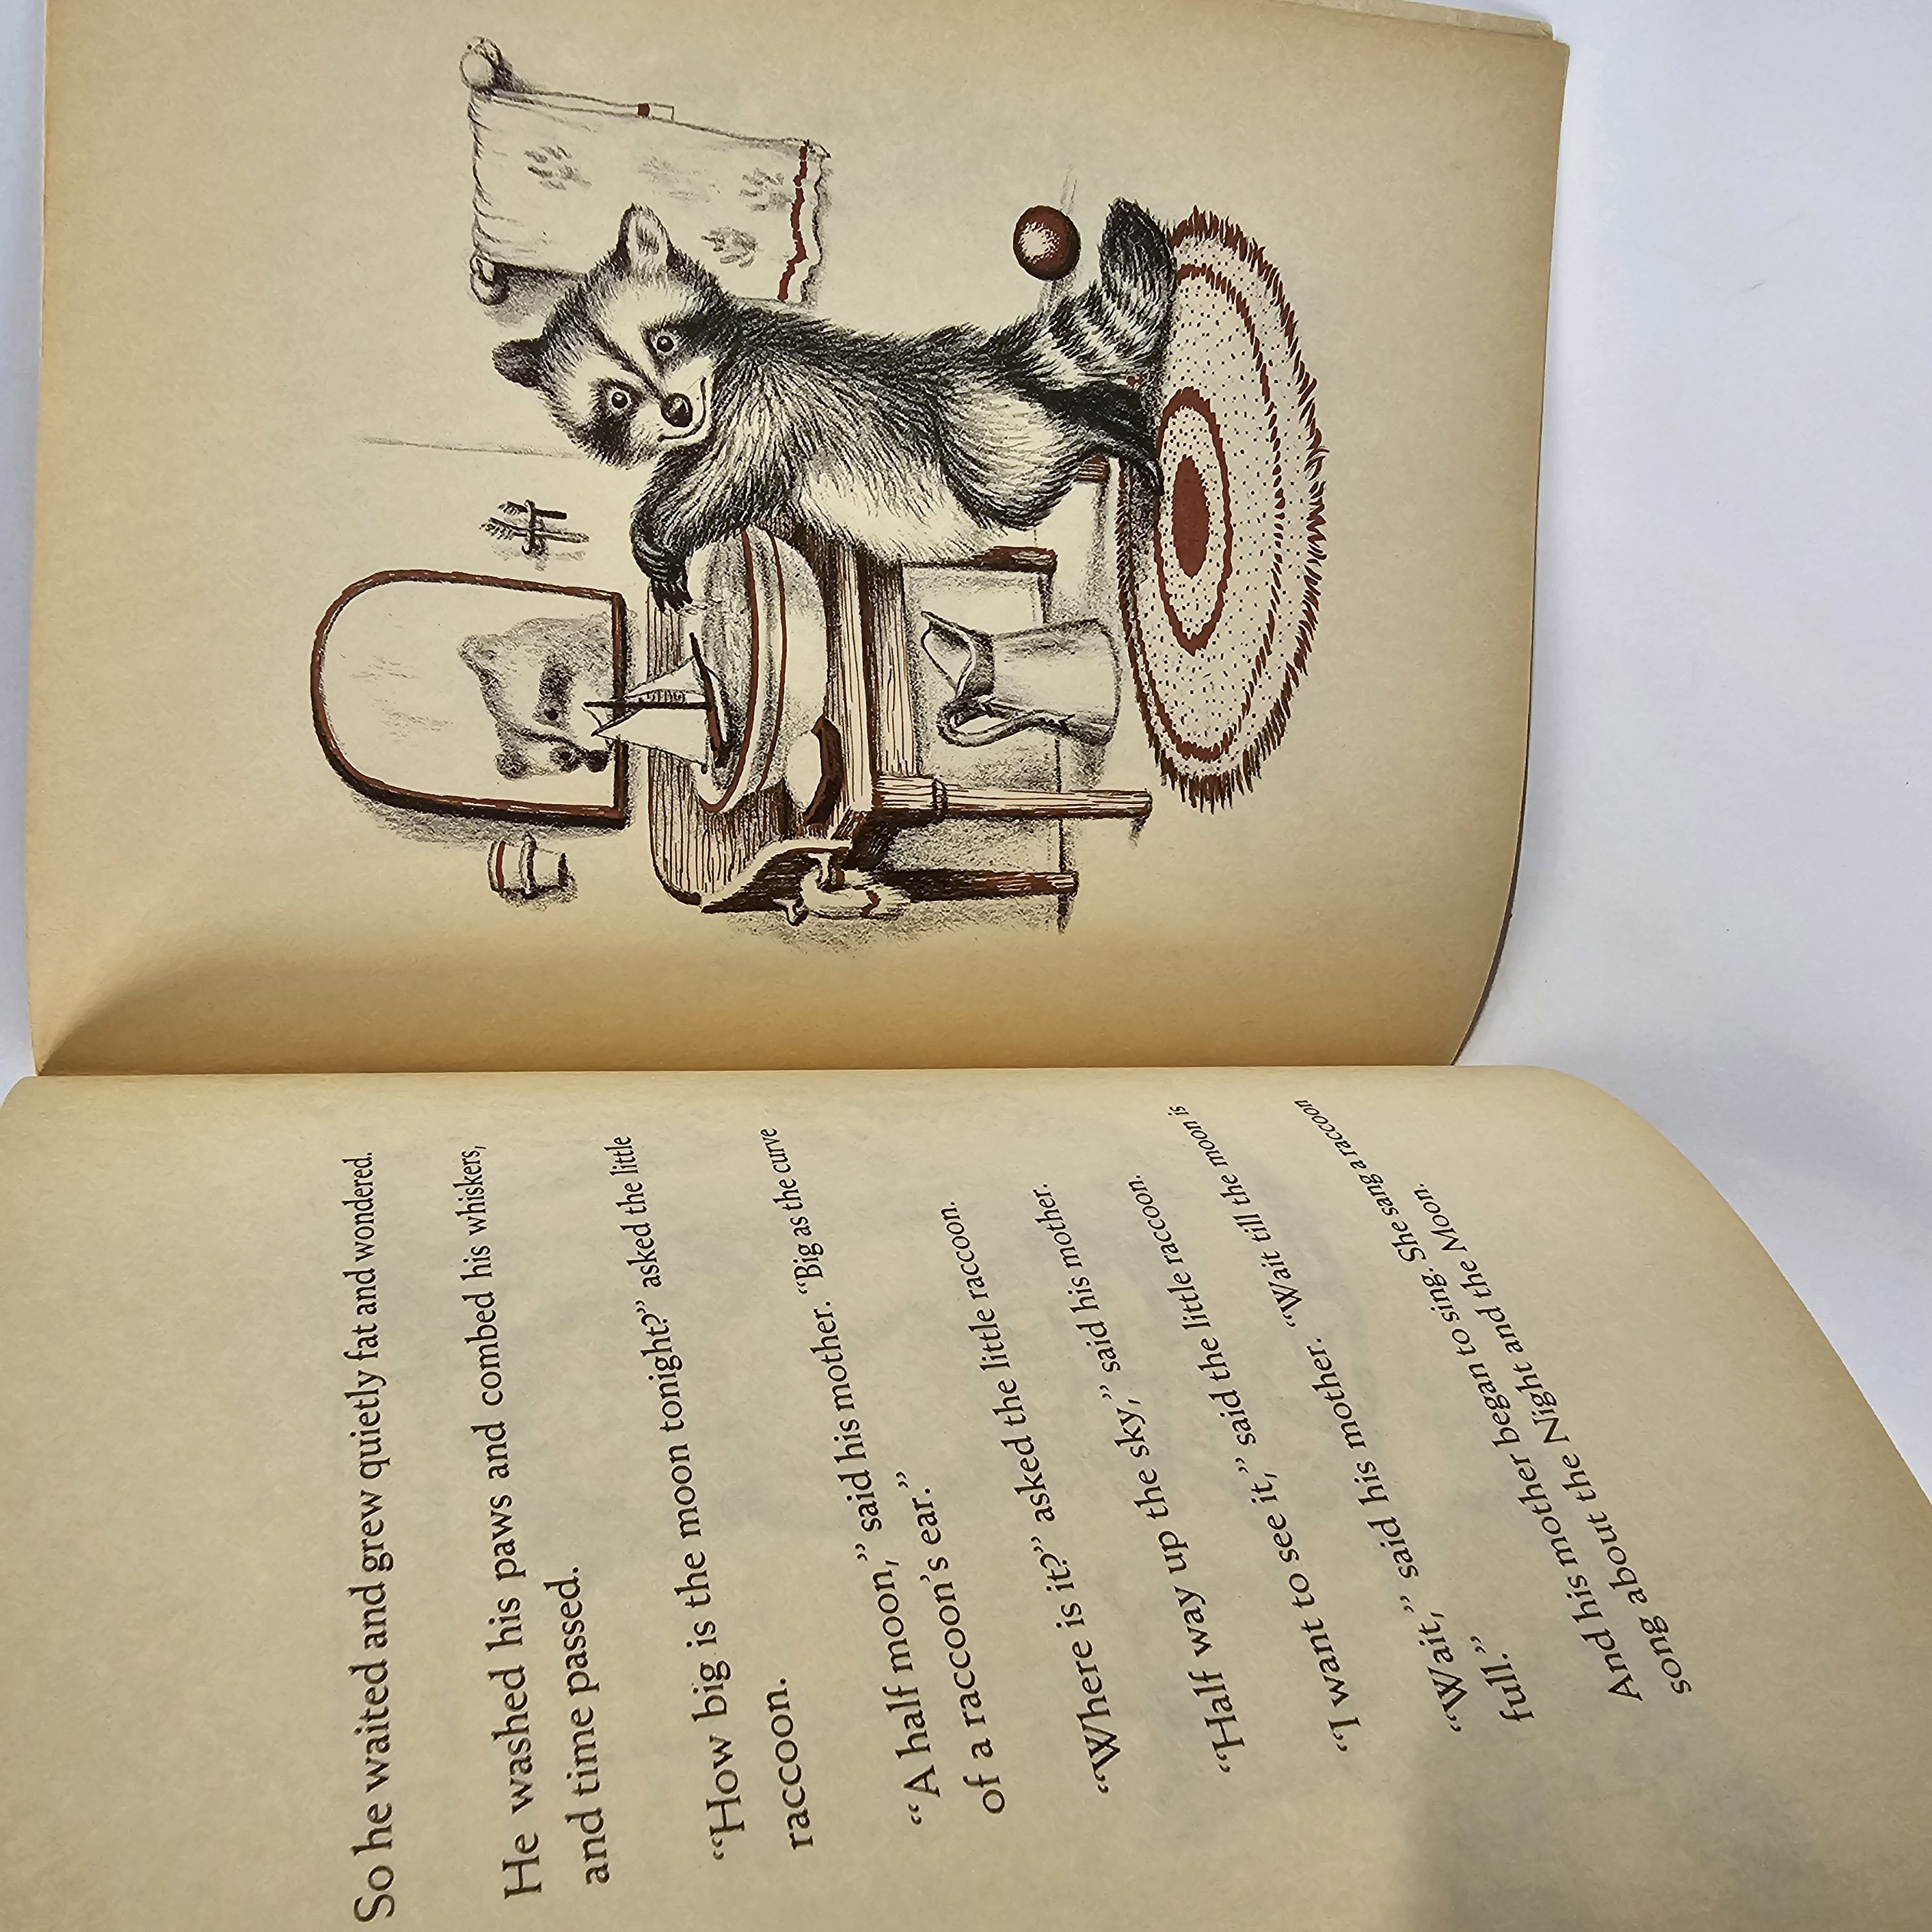 So he waited and grew quietly fat and wondered.
He washed his paws and combed his whiskers,
and time passed.
“How big is the moon tonight?” asked the little
raccoon.
“A half moon,” said his mother. “Big as the curve
of a raccoon’s ear.”
“Where is it?” asked the little raccoon.
“Half way up the sky,” said his mother.
“I want to see it,” said the little raccoon.
“Wait,” said his mother. “Wait till the moon is
full.”
And his mother began to sing. She sang a raccoon
song about the Night and the Moon.